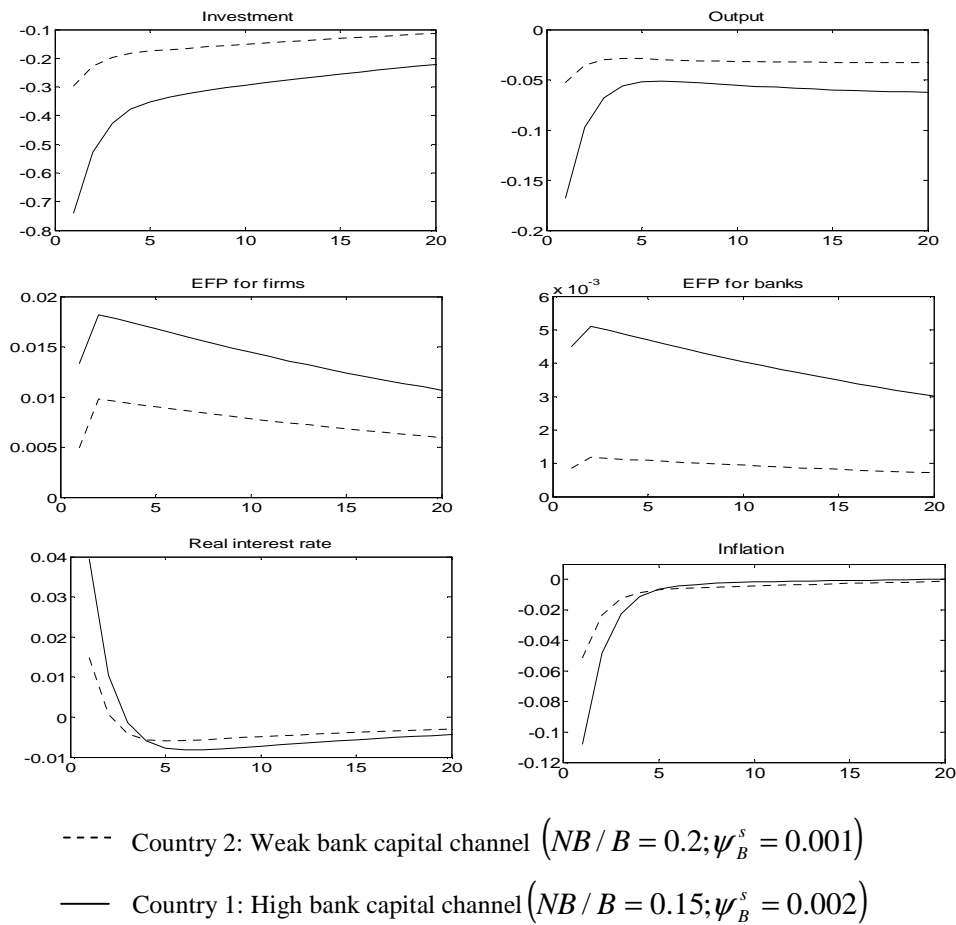 Investment
-0.1
-0.2
-0.3
-0.4
-0.5
-0.6
-0.7
-0.8
0 5 10 15 20
Output
0
-0.05
-0.1
-0.15
-0.2
0 5 10 15 20
EFP for firms
0.02
0.015
0.01
0.005
0
0 5 10 15 20
EFP for banks
x 10^-3
6
5
4
3
2
1
0
0 5 10 15 20
Real interest rate
0.04
0.03
0.02
0.01
0
-0.01
0 5 10 15 20
Inflation
0
-0.02
-0.04
-0.06
-0.08
-0.1
-0.12
0 5 10 15 20
Country 2: Weak bank capital channel (NB / B = 0.2; ψ_B^s = 0.001)
Country 1: High bank capital channel (NB / B = 0.15; ψ_B^s = 0.002)